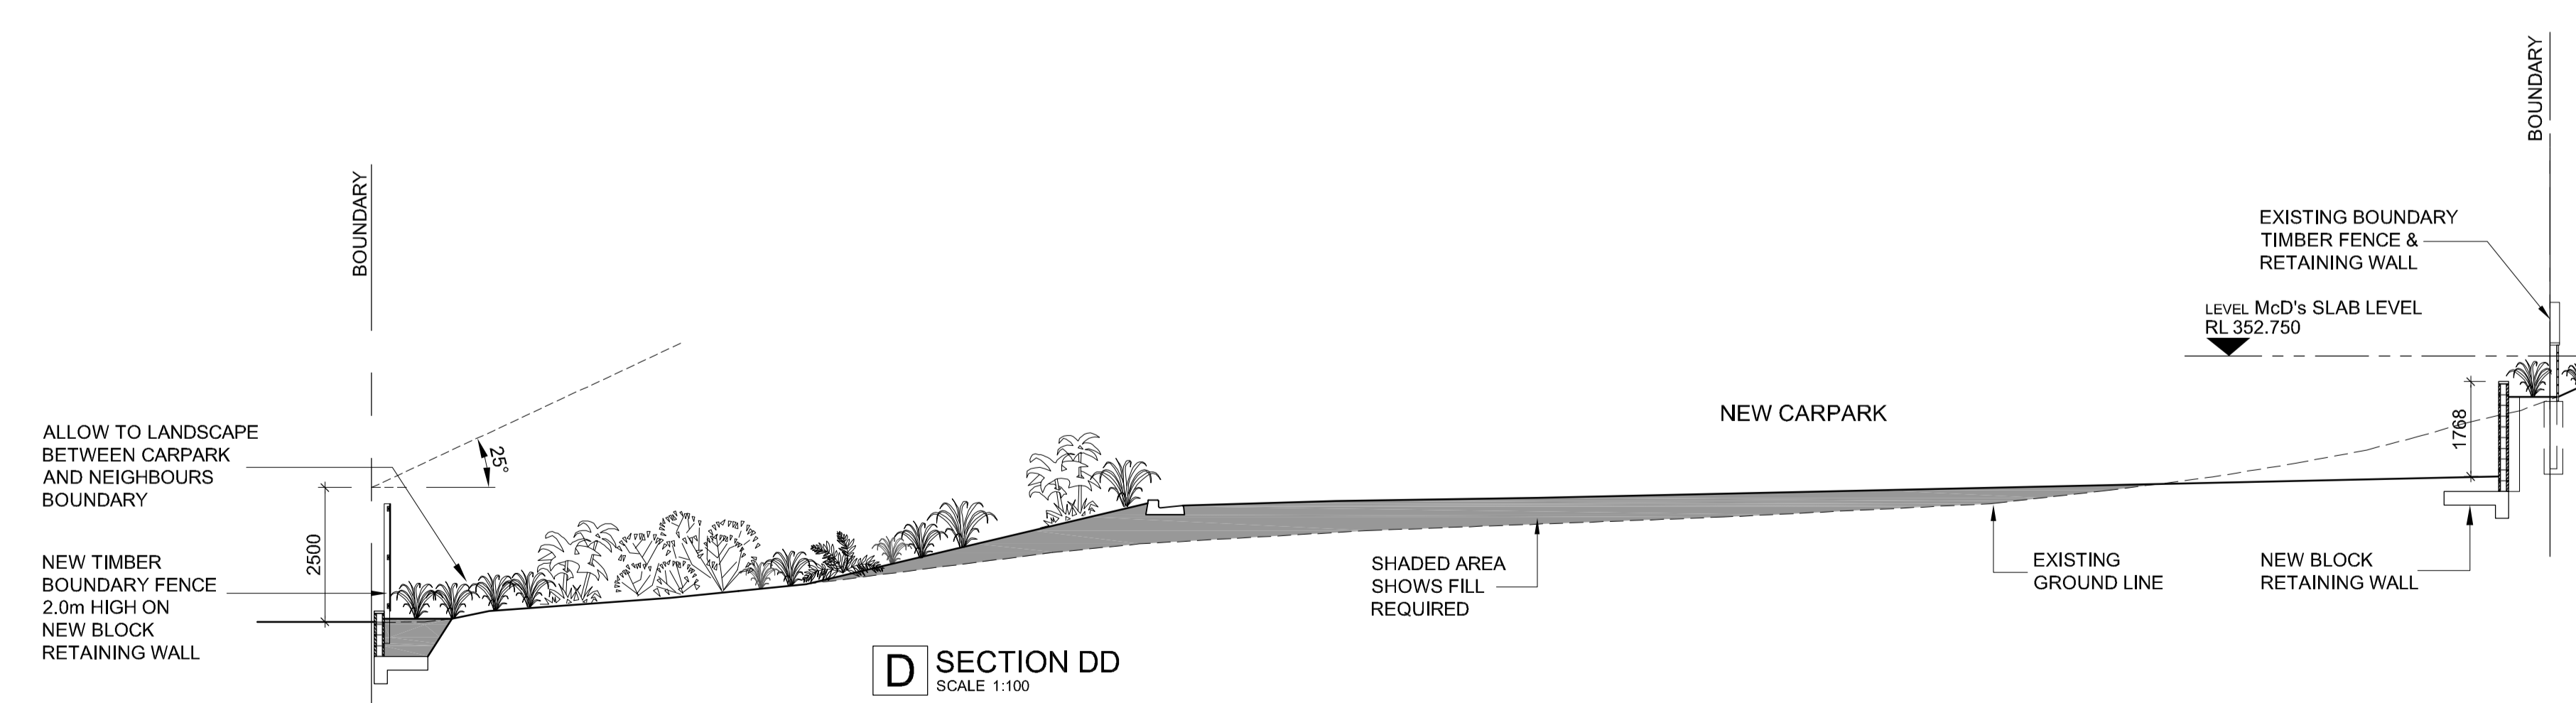 BOUNDARY
BOUNDARY
EXISTING BOUNDARY
TIMBER FENCE &
RETAINING WALL
LEVEL McD's SLAB LEVEL
RL 352.750
NEW CARPARK
1768
ALLOW TO LANDSCAPE
BETWEEN CARPARK
AND NEIGHBOURS
BOUNDARY
25°
2500
NEW TIMBER
BOUNDARY FENCE
2.0m HIGH ON
NEW BLOCK
RETAINING WALL
SHADED AREA
SHOWS FILL
REQUIRED
EXISTING
GROUND LINE
NEW BLOCK
RETAINING WALL
D SECTION DD
SCALE 1:100